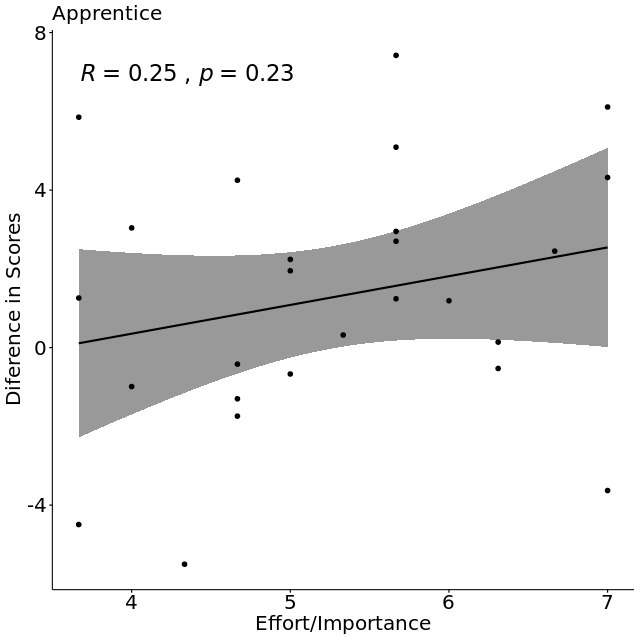 Apprentice
R = 0.25 , p = 0.23
Diference in Scores
8
4
0
-4
4 5 6 7
Effort/Importance